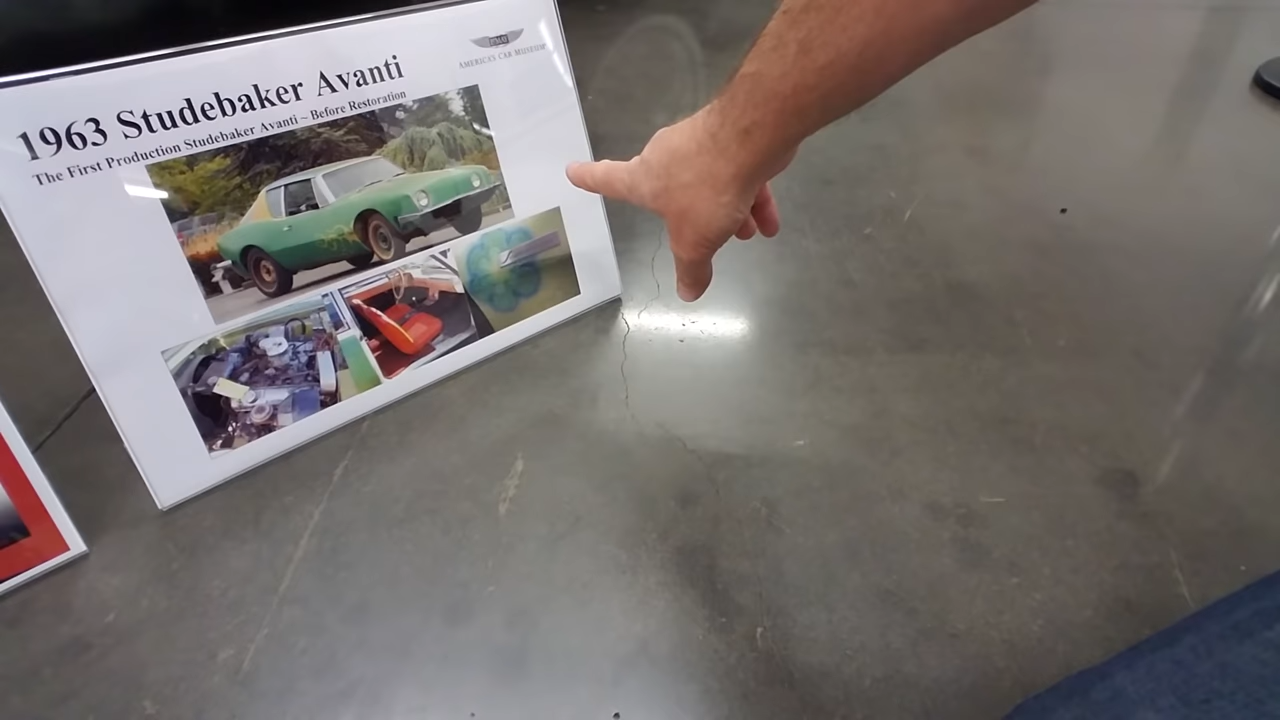 1963 Studebaker Avanti
The First Production Studebaker Avanti ~ Before Restoration
AMERICA'S CAR MUSEUM